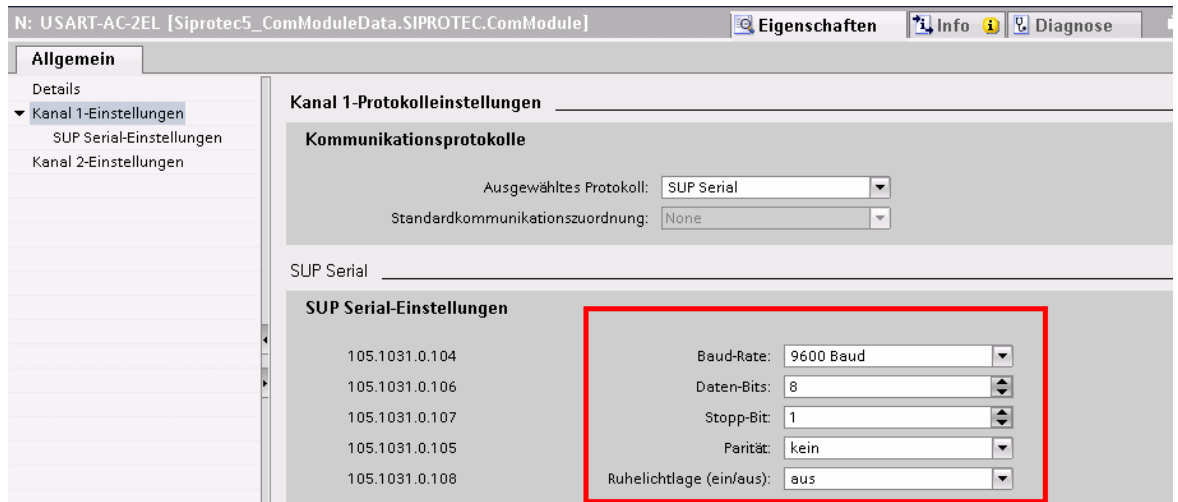 N: USART-AC-2EL [Siprotec5_ComModuleData.SIPROTEC.ComModule]
Eigenschaften
Info
Diagnose
Allgemein
Details
Kanal 1-Einstellungen
SUP Serial-Einstellungen
Kanal 2-Einstellungen
Kanal 1-Protokolleinstellungen
Kommunikationsprotokolle
Ausgewähltes Protokoll: SUP Serial
Standardkommunikationszuordnung: None
SUP Serial
SUP Serial-Einstellungen
105.1031.0.104 Baud-Rate: 9600 Baud
105.1031.0.106 Daten-Bits: 8
105.1031.0.107 Stopp-Bit: 1
105.1031.0.105 Parität: kein
105.1031.0.108 Ruhelichtlage (ein/aus): aus